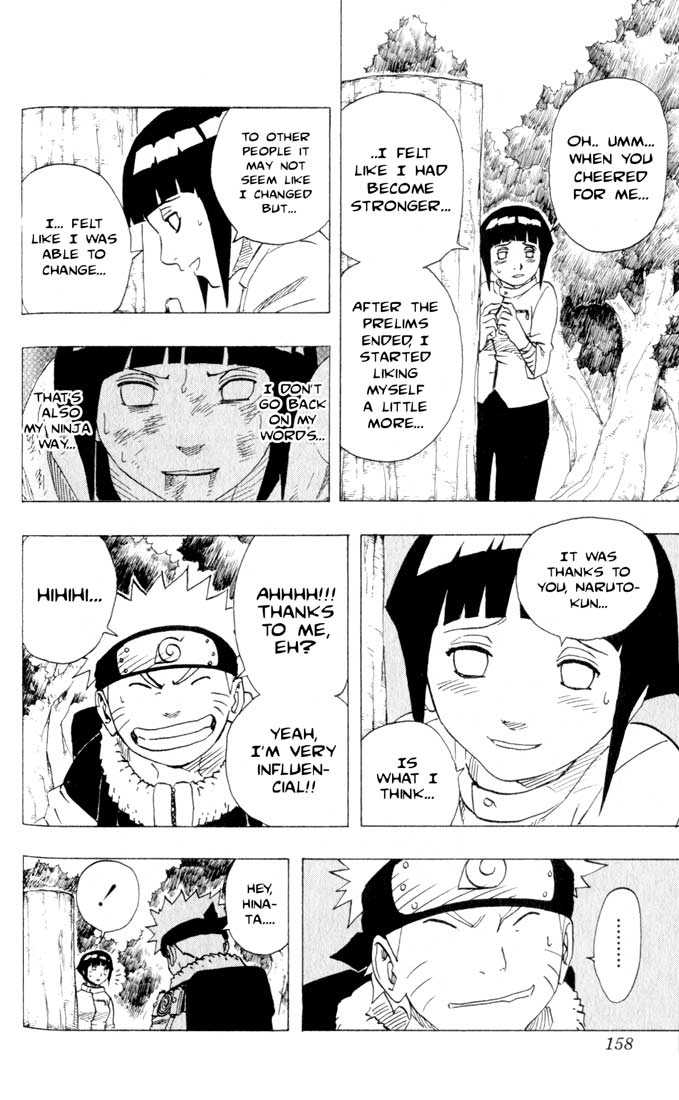 OH.. UMM...
WHEN YOU
CHEERED
FOR ME...
..I FELT
LIKE I HAD
BECOME
STRONGER...
AFTER THE
PRELIMS
ENDED, I
STARTED
LIKING
MYSELF
A LITTLE
MORE...
TO OTHER
PEOPLE IT
MAY NOT
SEEM LIKE
I CHANGED
BUT...
I... FELT
LIKE I WAS
ABLE TO
CHANGE...
I DON'T
GO BACK
ON MY
WORDS...
THAT'S
ALSO
MY NINJA
WAY...
IT WAS
THANKS TO
YOU, NARUTO-
KUN...
IS
WHAT I
THINK...
AHHHH!!!
THANKS
TO ME,
EH?
YEAH,
I'M VERY
INFLUEN-
CIAL!!
HIHIHI...
........
HEY,
HINA-
TA....
!
158